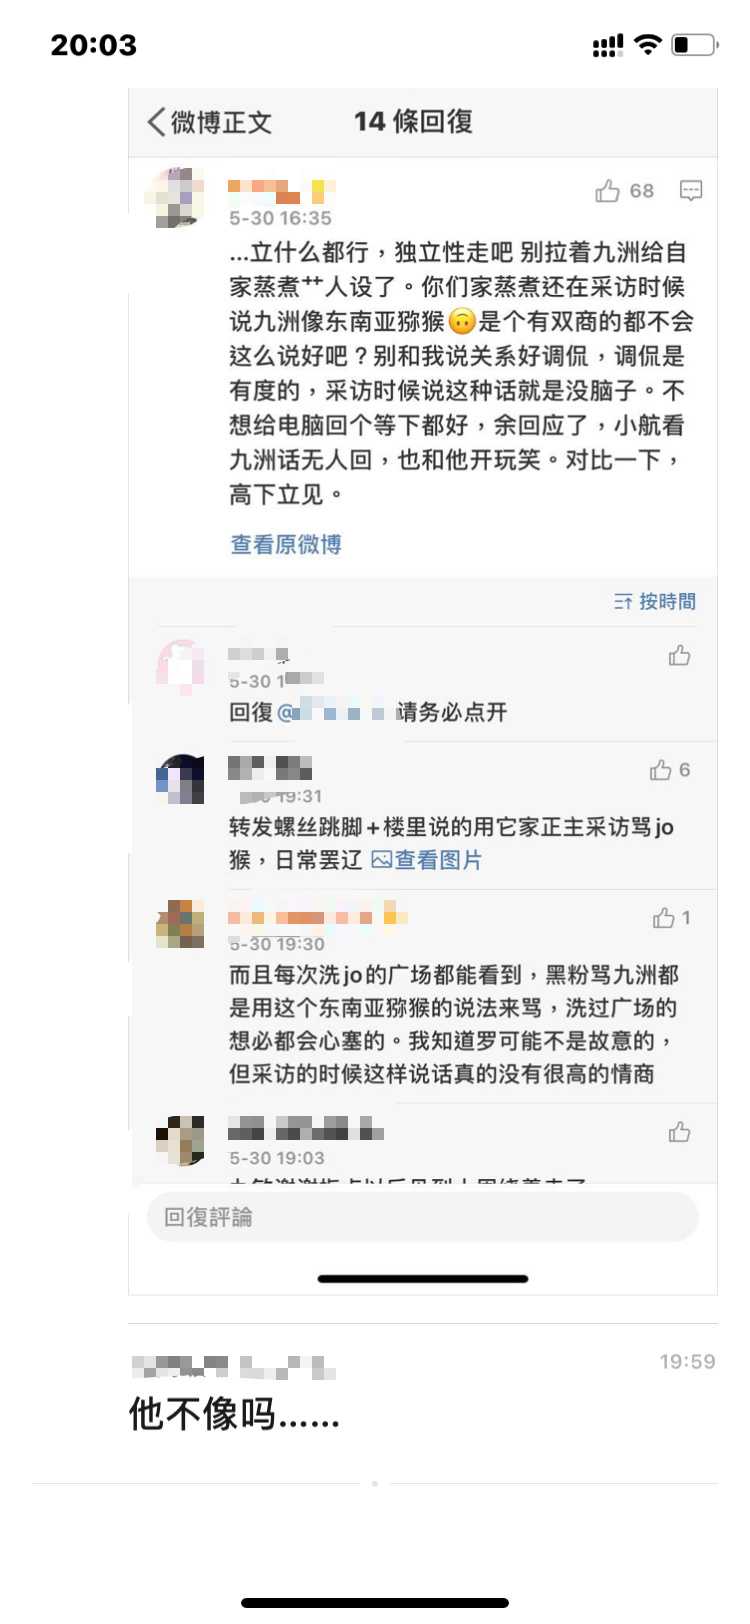 20:03
微博正文
14 條回復
68
5-30 16:35
...立什么都行，独立性走吧 别拉着九洲给自
家蒸煮艹人设了。你们家蒸煮还在采访时候
说九洲像东南亚猕猴🙃是个有双商的都不会
这么说好吧？别和我说关系好调侃，调侃是
有度的，采访时候说这种话就是没脑子。不
想给电脑回个等下都好，余回应了，小航看
九洲话无人回，也和他开玩笑。对比一下，
高下立见。
查看原微博
按時間
5-30 1
回復@
请务必点开
6
19:31
转发螺丝跳脚+楼里说的用它家正主采访骂jo
猴，日常罢辽 查看图片
1
5-30 19:30
而且每次洗jo的广场都能看到，黑粉骂九洲都
是用这个东南亚猕猴的说法来骂，洗过广场的
想必都会心塞的。我知道罗可能不是故意的，
但采访的时候这样说话真的没有很高的情商
5-30 19:03
回復評論
19:59
他不像吗......